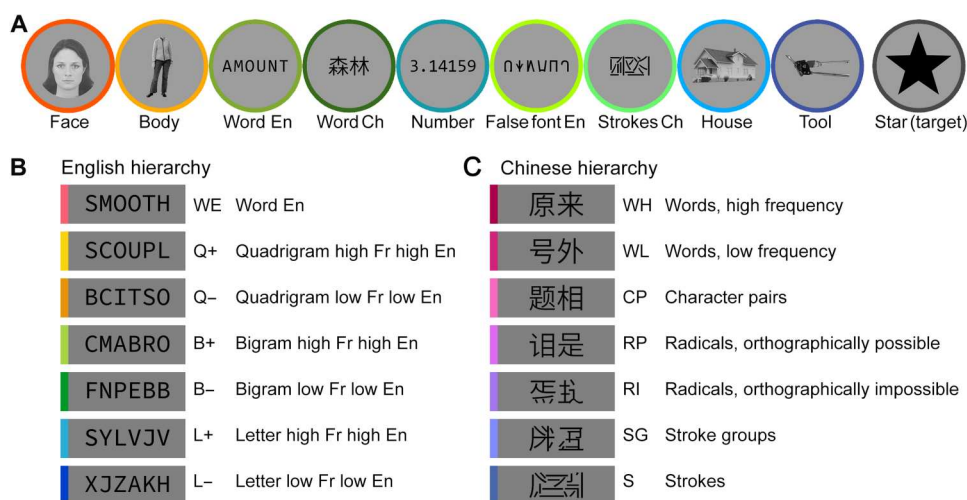 A
AMOUNT
森林
3.14159
Face
Body
Word En
Word Ch
Number
False font En
Strokes Ch
House
Tool
Star (target)
B English hierarchy
SMOOTH WE Word En
SCOUPL Q+ Quadrigram high Fr high En
BCITSO Q− Quadrigram low Fr low En
CMABRO B+ Bigram high Fr high En
FNPEBB B− Bigram low Fr low En
SYLVJV L+ Letter high Fr high En
XJZAKH L− Letter low Fr low En
C Chinese hierarchy
原来 WH Words, high frequency
号外 WL Words, low frequency
题相 CP Character pairs
是 RP Radicals, orthographically possible
RI Radicals, orthographically impossible
SG Stroke groups
S Strokes